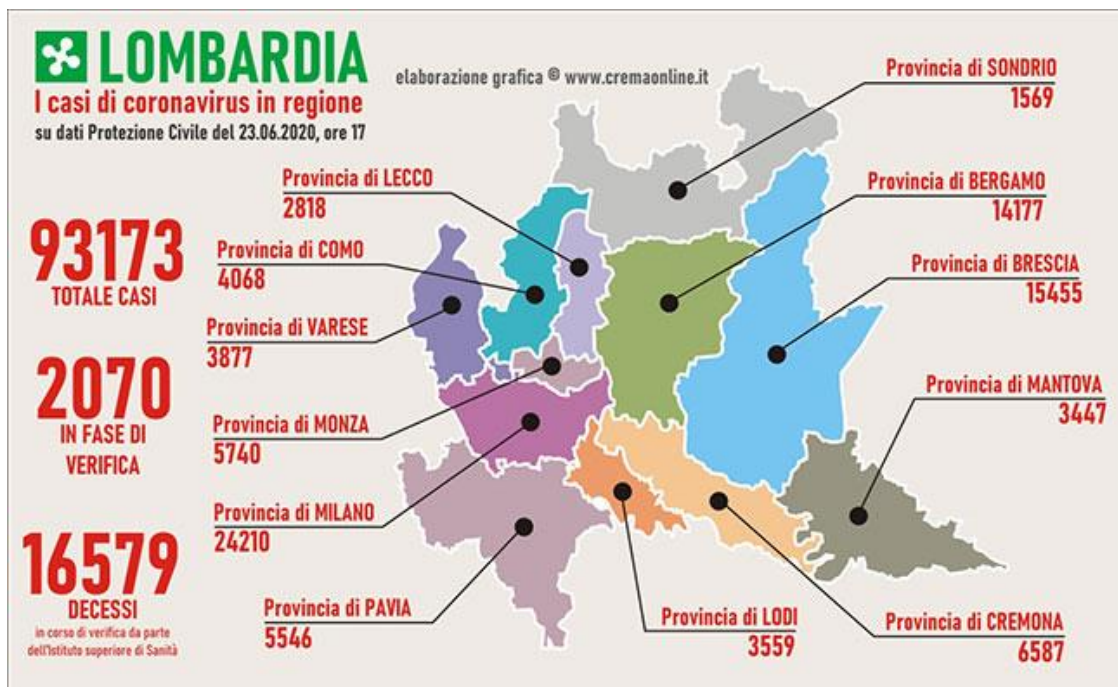 LOMBARDIA
I casi di coronavirus in regione
su dati Protezione Civile del 23.06.2020, ore 17
elaborazione grafica © www.cremaonline.it
93173
TOTALE CASI
2070
IN FASE DI
VERIFICA
16579
DECESSI
in corso di verifica da parte
dell'Istituto superiore di Sanità
Provincia di LECCO
2818
Provincia di COMO
4068
Provincia di VARESE
3877
Provincia di MONZA
5740
Provincia di MILANO
24210
Provincia di PAVIA
5546
Provincia di SONDRIO
1569
Provincia di BERGAMO
14177
Provincia di BRESCIA
15455
Provincia di MANTOVA
3447
Provincia di LODI
3559
Provincia di CREMONA
6587